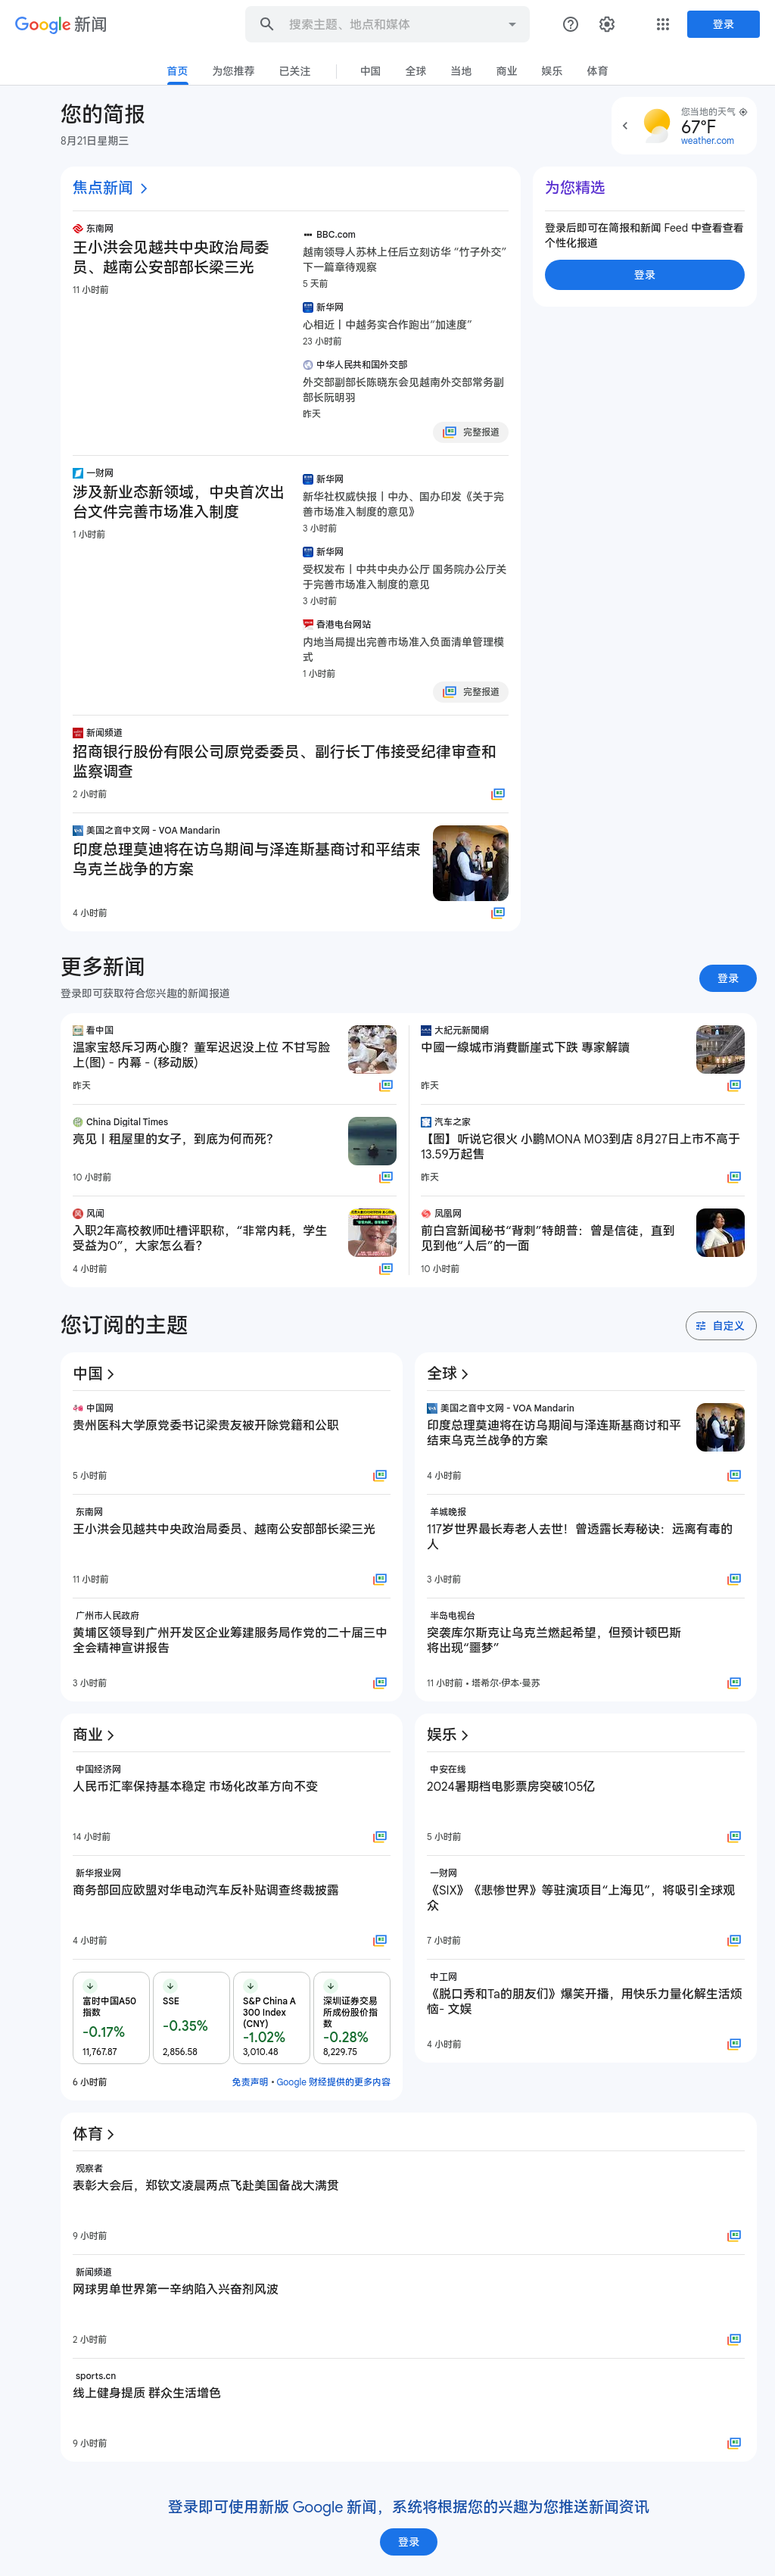 Google 新闻
搜索主题、地点和媒体
登录
首页
为您推荐
已关注
中国
全球
当地
商业
娱乐
体育
您的简报
8月21日星期三
您当地的天气
67°F
weather.com
焦点新闻
东南网
王小洪会见越共中央政治局委
员、越南公安部部长梁三光
11 小时前
BBC.com
越南领导人苏林上任后立刻访华 “竹子外交”
下一篇章待观察
5 天前
新华网
心相近丨中越务实合作跑出“加速度”
23 小时前
中华人民共和国外交部
外交部副部长陈晓东会见越南外交部常务副
部长阮明羽
昨天
完整报道
为您精选
登录后即可在简报和新闻 Feed 中查看查看
个性化报道
登录
一财网
涉及新业态新领域，中央首次出
台文件完善市场准入制度
1 小时前
新华网
新华社权威快报丨中办、国办印发《关于完
善市场准入制度的意见》
3 小时前
新华网
受权发布丨中共中央办公厅 国务院办公厅关
于完善市场准入制度的意见
3 小时前
香港电台网站
内地当局提出完善市场准入负面清单管理模
式
1 小时前
完整报道
新闻频道
招商银行股份有限公司原党委委员、副行长丁伟接受纪律审查和
监察调查
2 小时前
美国之音中文网 - VOA Mandarin
印度总理莫迪将在访乌期间与泽连斯基商讨和平结束
乌克兰战争的方案
4 小时前
更多新闻
登录即可获取符合您兴趣的新闻报道
登录
看中国
温家宝怒斥习两心腹？董军迟迟没上位 不甘写脸
上(图) - 内幕 - (移动版)
昨天
大紀元新聞網
中國一線城市消費斷崖式下跌 專家解讀
昨天
China Digital Times
亮见丨租屋里的女子，到底为何而死？
10 小时前
汽车之家
【图】听说它很火 小鹏MONA M03到店 8月27日上市不高于
13.59万起售
昨天
风闻
入职2年高校教师吐槽评职称，“非常内耗，学生
受益为0”，大家怎么看？
4 小时前
凤凰网
前白宫新闻秘书“背刺”特朗普：曾是信徒，直到
见到他“人后”的一面
10 小时前
您订阅的主题
自定义
中国
中国网
贵州医科大学原党委书记梁贵友被开除党籍和公职
5 小时前
东南网
王小洪会见越共中央政治局委员、越南公安部部长梁三光
11 小时前
广州市人民政府
黄埔区领导到广州开发区企业筹建服务局作党的二十届三中
全会精神宣讲报告
3 小时前
全球
美国之音中文网 - VOA Mandarin
印度总理莫迪将在访乌期间与泽连斯基商讨和平
结束乌克兰战争的方案
4 小时前
羊城晚报
117岁世界最长寿老人去世！曾透露长寿秘诀：远离有毒的
人
3 小时前
半岛电视台
突袭库尔斯克让乌克兰燃起希望，但预计顿巴斯
将出现“噩梦”
11 小时前 • 塔希尔·伊本·曼苏
商业
中国经济网
人民币汇率保持基本稳定 市场化改革方向不变
14 小时前
新华报业网
商务部回应欧盟对华电动汽车反补贴调查终裁披露
4 小时前
富时中国A50
指数
-0.17%
11,767.87
SSE
-0.35%
2,856.58
S&P China A
300 Index
(CNY)
-1.02%
3,010.48
深圳证券交易
所成份股价指
数
-0.28%
8,229.75
6 小时前
免责声明 • Google 财经提供的更多内容
娱乐
中安在线
2024暑期档电影票房突破105亿
5 小时前
一财网
《SIX》《悲惨世界》等驻演项目“上海见”，将吸引全球观
众
7 小时前
中工网
《脱口秀和Ta的朋友们》爆笑开播，用快乐力量化解生活烦
恼- 文娱
4 小时前
体育
观察者
表彰大会后，郑钦文凌晨两点飞赴美国备战大满贯
9 小时前
新闻频道
网球男单世界第一辛纳陷入兴奋剂风波
2 小时前
sports.cn
线上健身提质 群众生活增色
9 小时前
登录即可使用新版 Google 新闻，系统将根据您的兴趣为您推送新闻资讯
登录